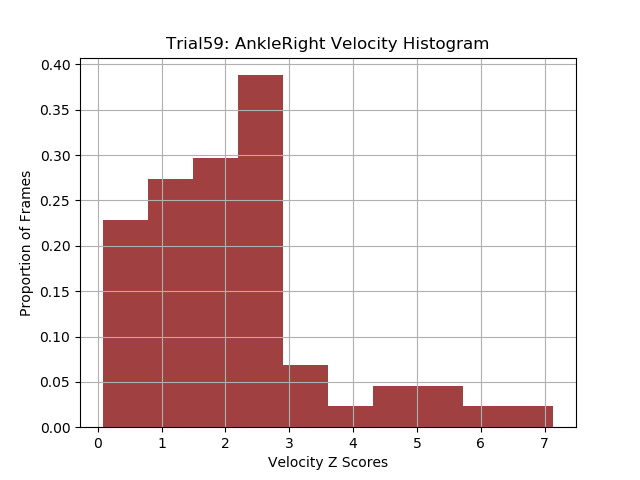 Trial59: AnkleRight Velocity Histogram
0.40
0.35
0.30
0.25
0.20
0.15
0.10
0.05
0.00
Proportion of Frames
0 1 2 3 4 5 6 7
Velocity Z Scores